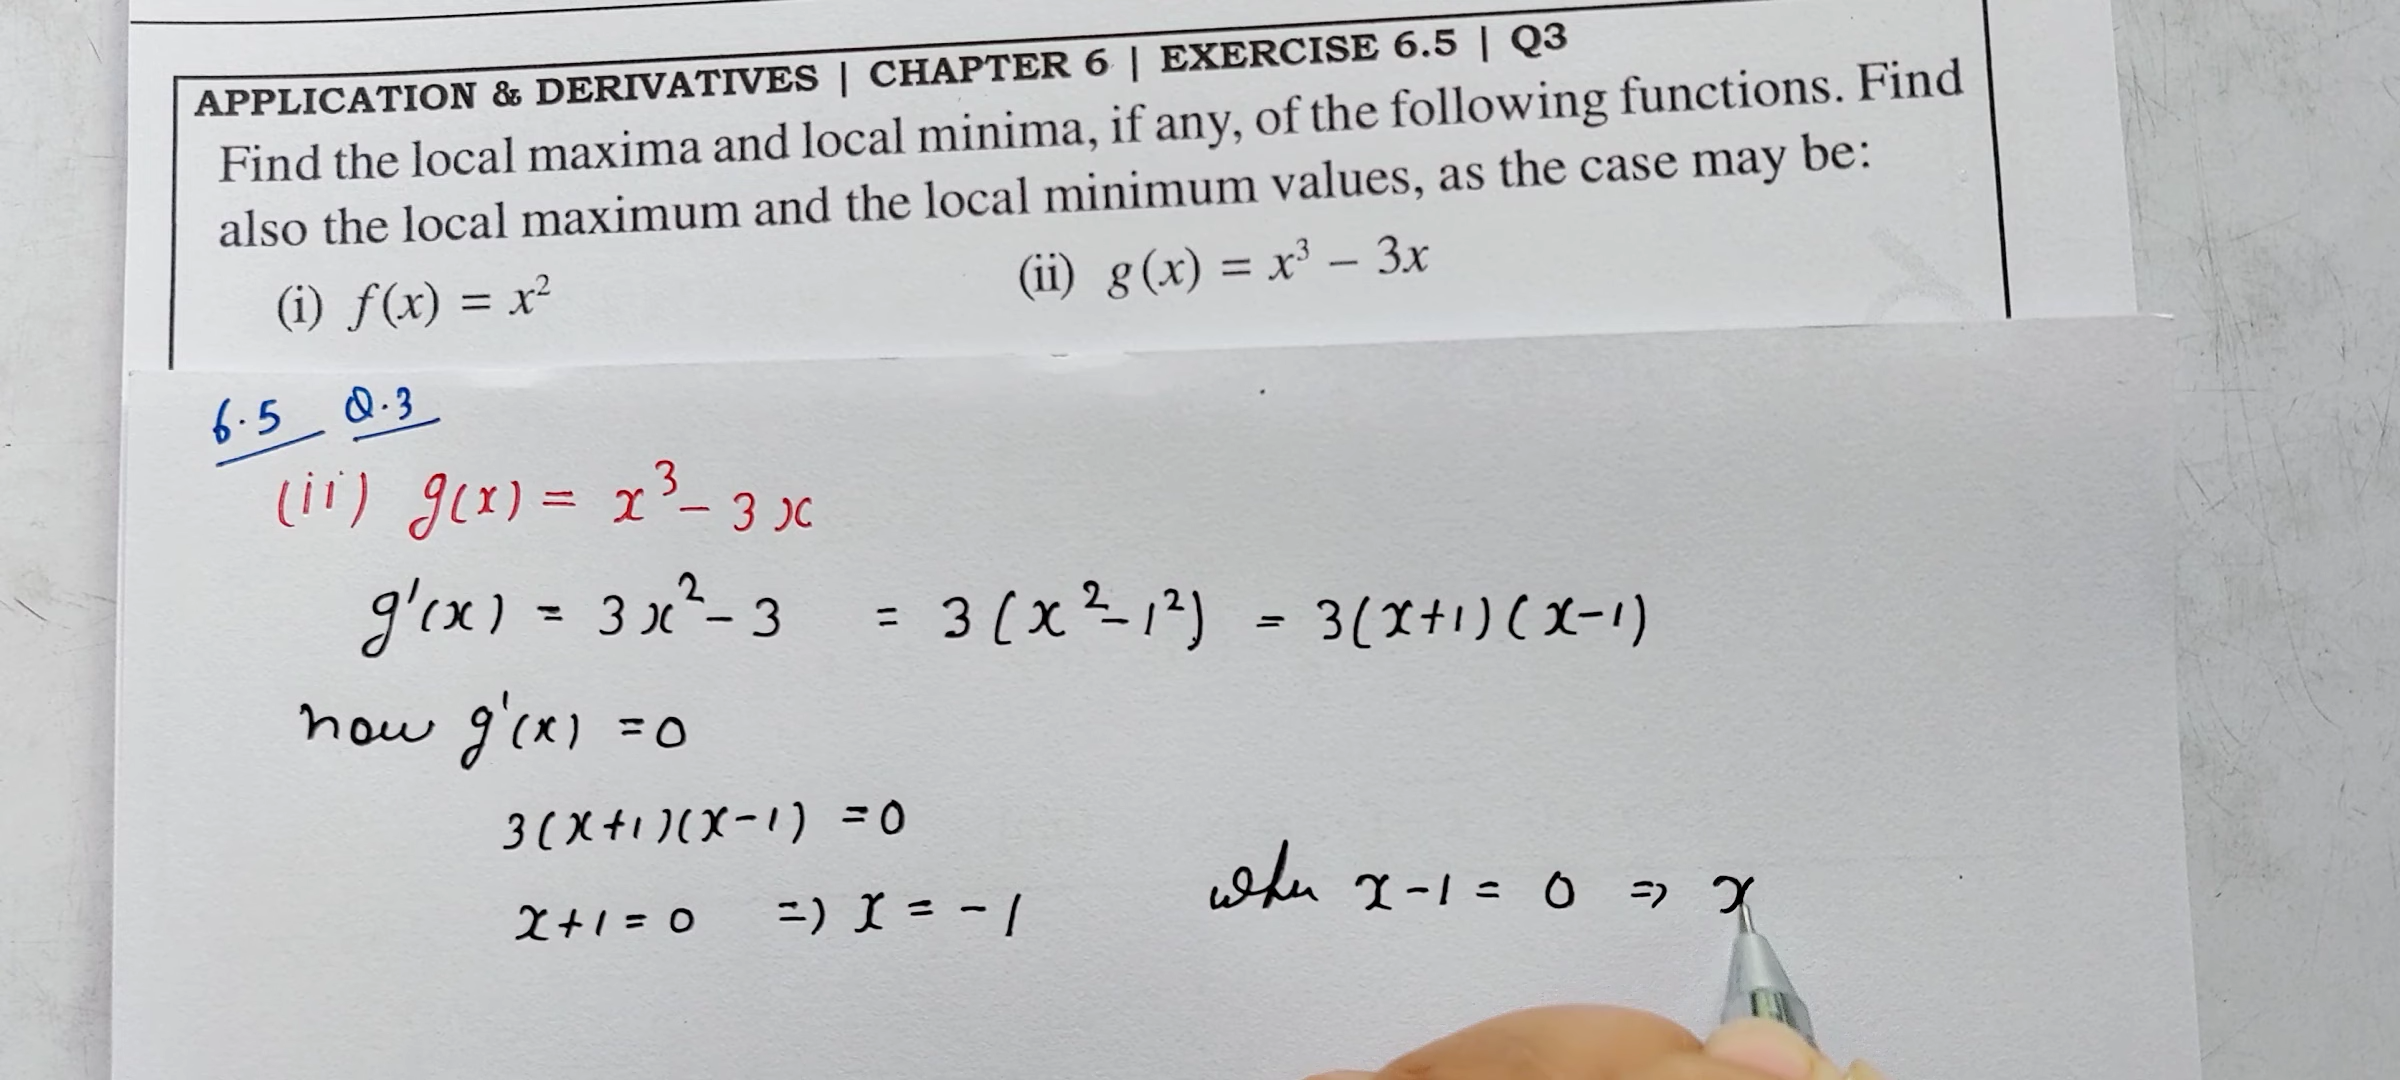 APPLICATION & DERIVATIVES | CHAPTER 6 | EXERCISE 6.5 | Q3
Find the local maxima and local minima, if any, of the following functions. Find
also the local maximum and the local minimum values, as the case may be:
(i) f(x) = x² (ii) g(x) = x³ – 3x
6.5 Q.3
(ii) g(x) = x³ - 3x
g'(x) = 3x² - 3 = 3(x² - 1²) = 3(x+1)(x-1)
now g'(x) = 0
3(x+1)(x-1) = 0
x+1 = 0 => x = -1 when x-1 = 0 => x